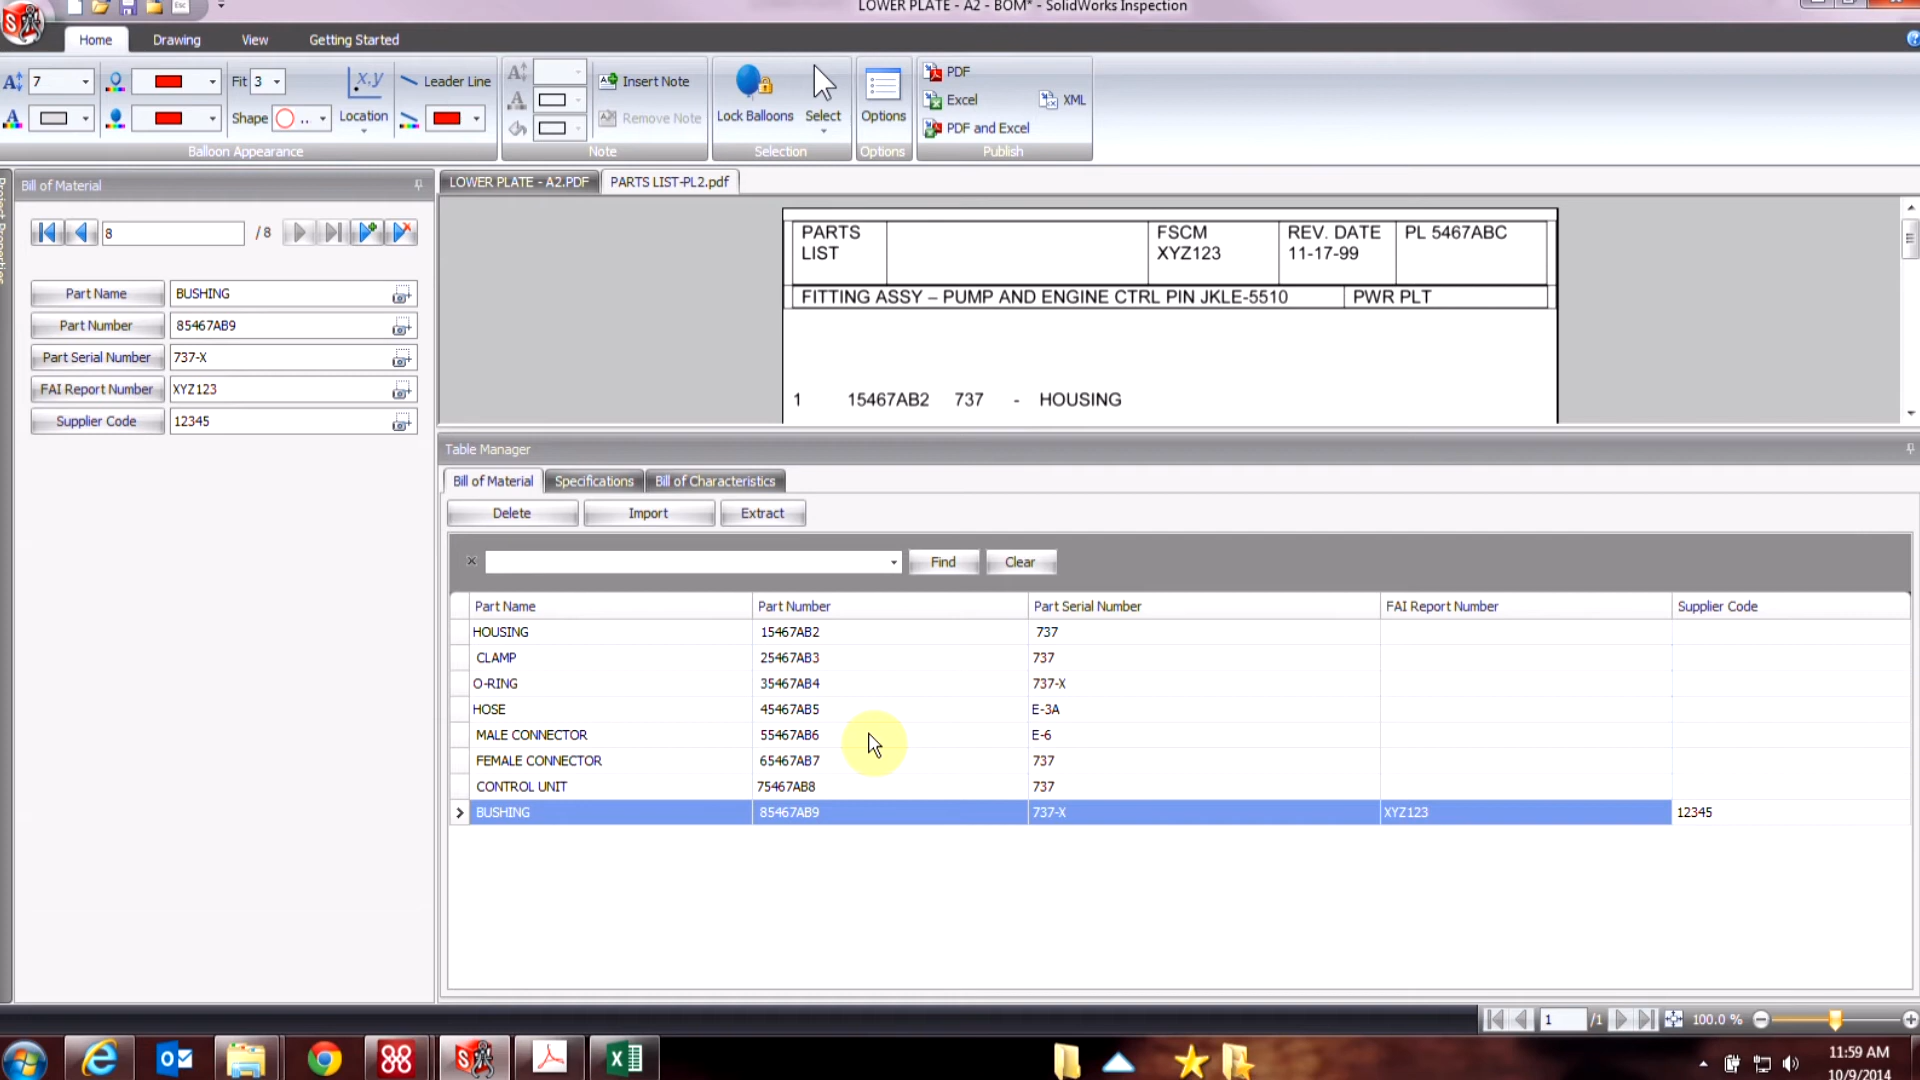 LOWER PLATE - A2 - BOM* - SolidWorks Inspection
Esc
Home Drawing View Getting Started
7 Fit 3 Leader Line Insert Note PDF
Excel XML
Shape .. Location Remove Note Lock Balloons Select Options
PDF and Excel
Balloon Appearance Note Selection Options Publish
Project Properties
Bill of Material
8 /8
Part Name BUSHING
Part Number 85467AB9
Part Serial Number 737-X
FAI Report Number XYZ123
Supplier Code 12345
LOWER PLATE - A2.PDF PARTS LIST-PL2.pdf
PARTS LIST
FSCM XYZ123
REV. DATE 11-17-99
PL 5467ABC
FITTING ASSY – PUMP AND ENGINE CTRL PIN JKLE-5510 PWR PLT
1 15467AB2 737 - HOUSING
Table Manager
Bill of Material Specifications Bill of Characteristics
Delete Import Extract
Find Clear
Part Name Part Number Part Serial Number FAI Report Number Supplier Code
HOUSING 15467AB2 737
CLAMP 25467AB3 737
O-RING 35467AB4 737-X
HOSE 45467AB5 E-3A
MALE CONNECTOR 55467AB6 E-6
FEMALE CONNECTOR 65467AB7 737
CONTROL UNIT 75467AB8 737
BUSHING 85467AB9 737-X XYZ123 12345
1 /1 100.0 %
11:59 AM
10/9/2014